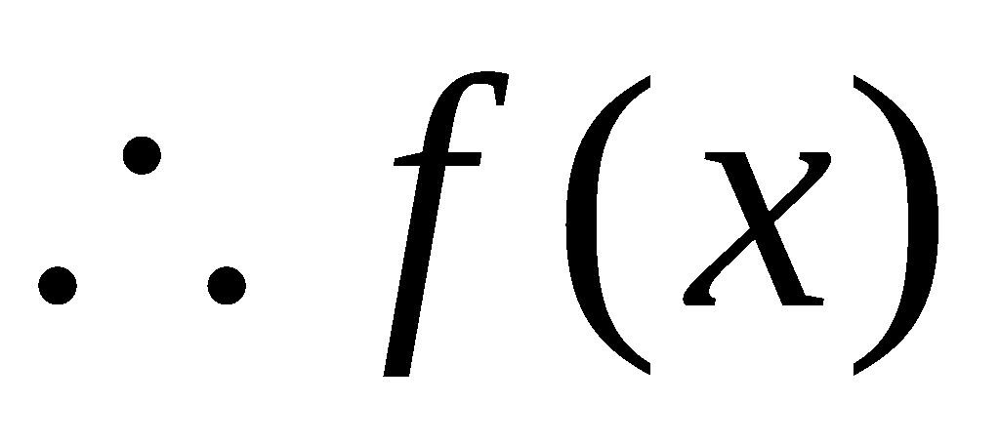 ∴ f(x)